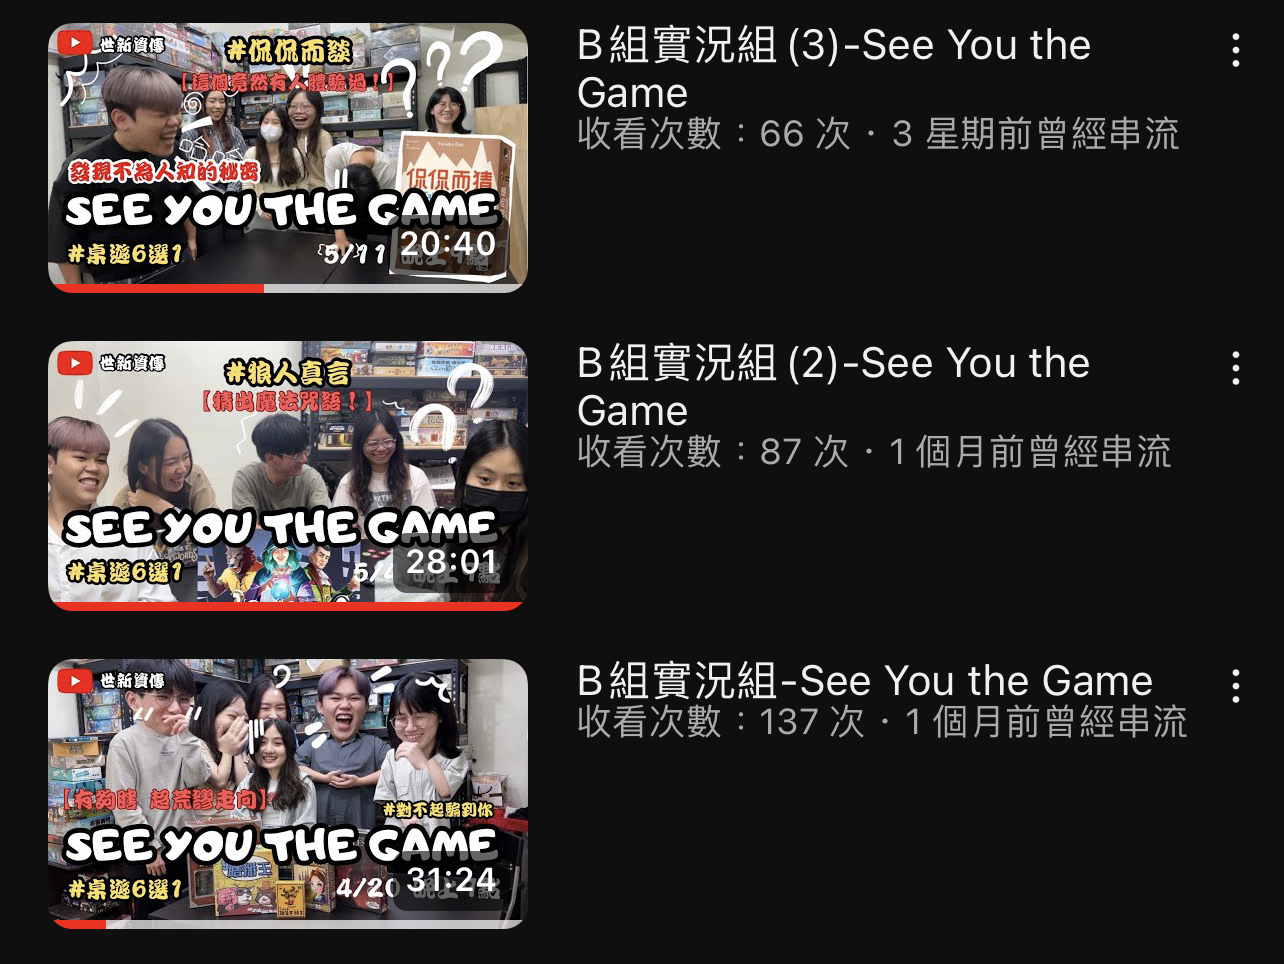 世新資傳
#侃侃而談
【這個竟然有人體驗過！】
侃侃而猜
發現不為人知的秘密
SEE YOU THE GAME
#桌遊6選1
5/11
20:40
B組實況組 (3)-See You the
Game
收看次數：66 次・3 星期前曾經串流
世新資傳
#狼人真言
【猜出魔法咒語！】
SEE YOU THE GAME
#桌遊6選1
28:01
B組實況組 (2)-See You the
Game
收看次數：87 次・1 個月前曾經串流
世新資傳
【有夠瞎 超荒謬走向】
#對不起騙到你
SEE YOU THE GAME
#桌遊6選1
4/20
31:24
B組實況組-See You the Game
收看次數：137 次・1 個月前曾經串流